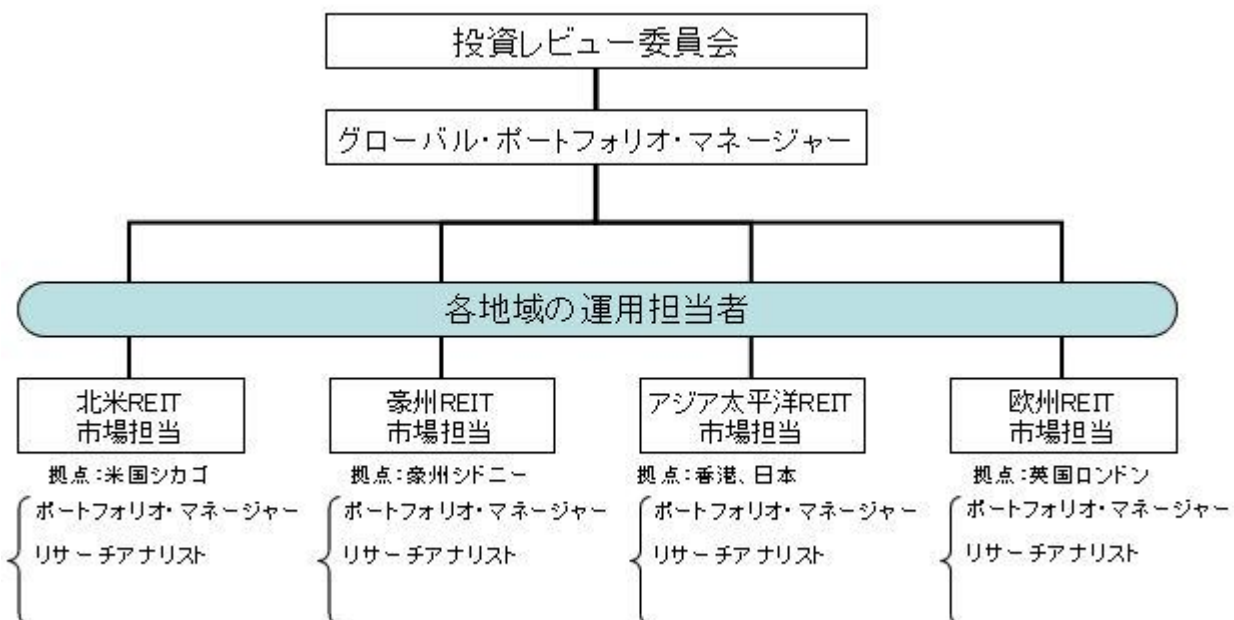 投資レビュー委員会
グローバル・ポートフォリオ・マネージャー
各地域の運用担当者
北米REIT
市場担当
拠点:米国シカゴ
ポートフォリオ・マネージャー
リサーチアナリスト
豪州REIT
市場担当
拠点:豪州シドニー
ポートフォリオ・マネージャー
リサーチアナリスト
アジア太平洋REIT
市場担当
拠点:香港、日本
ポートフォリオ・マネージャー
リサーチアナリスト
欧州REIT
市場担当
拠点:英国ロンドン
ポートフォリオ・マネージャー
リサーチアナリスト